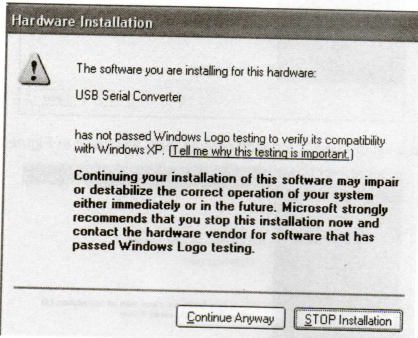 Hardware Installation
The software you are installing for this hardware:
USB Serial Converter
has not passed Windows Logo testing to verify its compatibility
with Windows XP. (Tell me why this testing is important.)
Continuing your installation of this software may impair
or destabilize the correct operation of your system
either immediately or in the future. Microsoft strongly
recommends that you stop this installation now and
contact the hardware vendor for software that has
passed Windows Logo testing.
Continue Anyway
STOP Installation